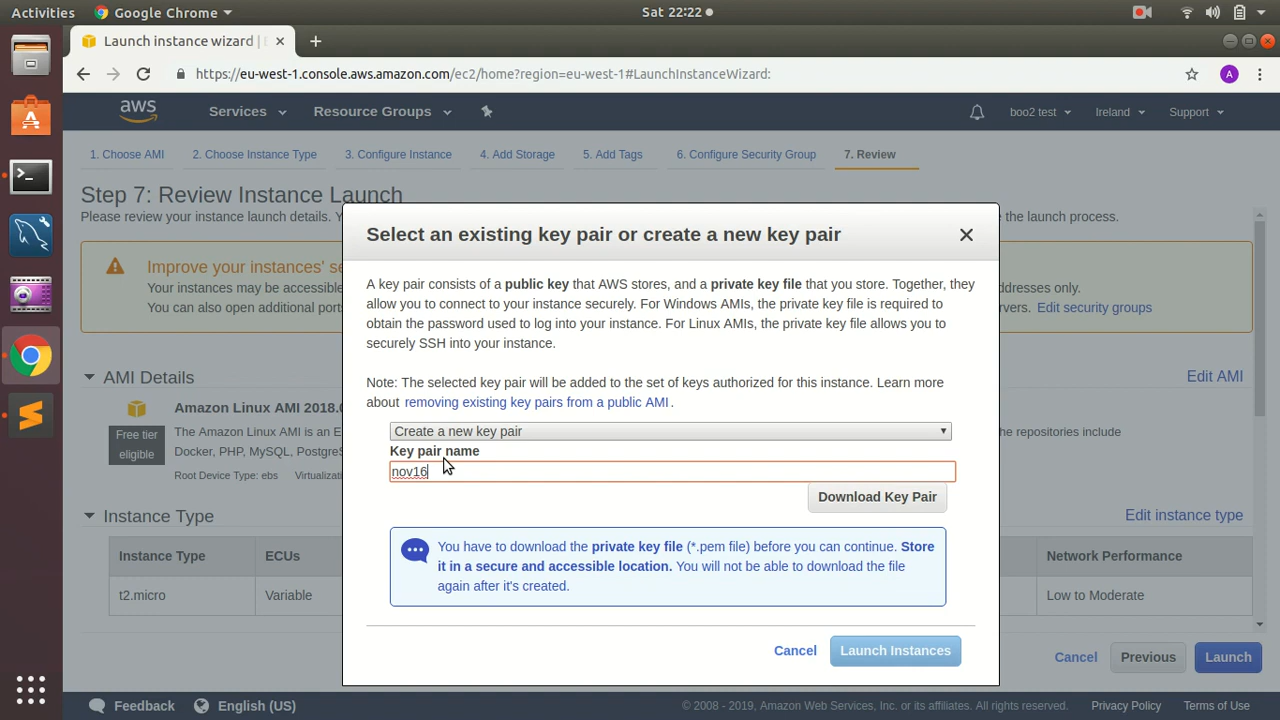 Activities Google Chrome Sat 22:22
Launch instance wizard |
https://eu-west-1.console.aws.amazon.com/ec2/home?region=eu-west-1#LaunchInstanceWizard: A
aws Services Resource Groups boo2 test Ireland Support
1. Choose AMI 2. Choose Instance Type 3. Configure Instance 4. Add Storage 5. Add Tags 6. Configure Security Group 7. Review
Step 7: Review Instance Launch
Please review your instance launch details. Y the launch process.
Improve your instances' se
Your instances may be accessible dresses only.
You can also open additional port rvers. Edit security groups
Select an existing key pair or create a new key pair
A key pair consists of a public key that AWS stores, and a private key file that you store. Together, they
allow you to connect to your instance securely. For Windows AMIs, the private key file is required to
obtain the password used to log into your instance. For Linux AMIs, the private key file allows you to
securely SSH into your instance.
Note: The selected key pair will be added to the set of keys authorized for this instance. Learn more
about removing existing key pairs from a public AMI.
Create a new key pair
Key pair name
nov16
Download Key Pair
You have to download the private key file (*.pem file) before you can continue. Store
it in a secure and accessible location. You will not be able to download the file
again after it's created.
Cancel Launch Instances
AMI Details Edit AMI
Amazon Linux AMI 2018.0
Free tier
eligible
The Amazon Linux AMI is an E he repositories include
Docker, PHP, MySQL, PostgreS
Root Device Type: ebs Virtualizati
Instance Type Edit instance type
Instance Type ECUs Network Performance
t2.micro Variable Low to Moderate
Cancel Previous Launch
Feedback English (US) © 2008 - 2019, Amazon Web Services, Inc. or its affiliates. All rights reserved. Privacy Policy Terms of Use